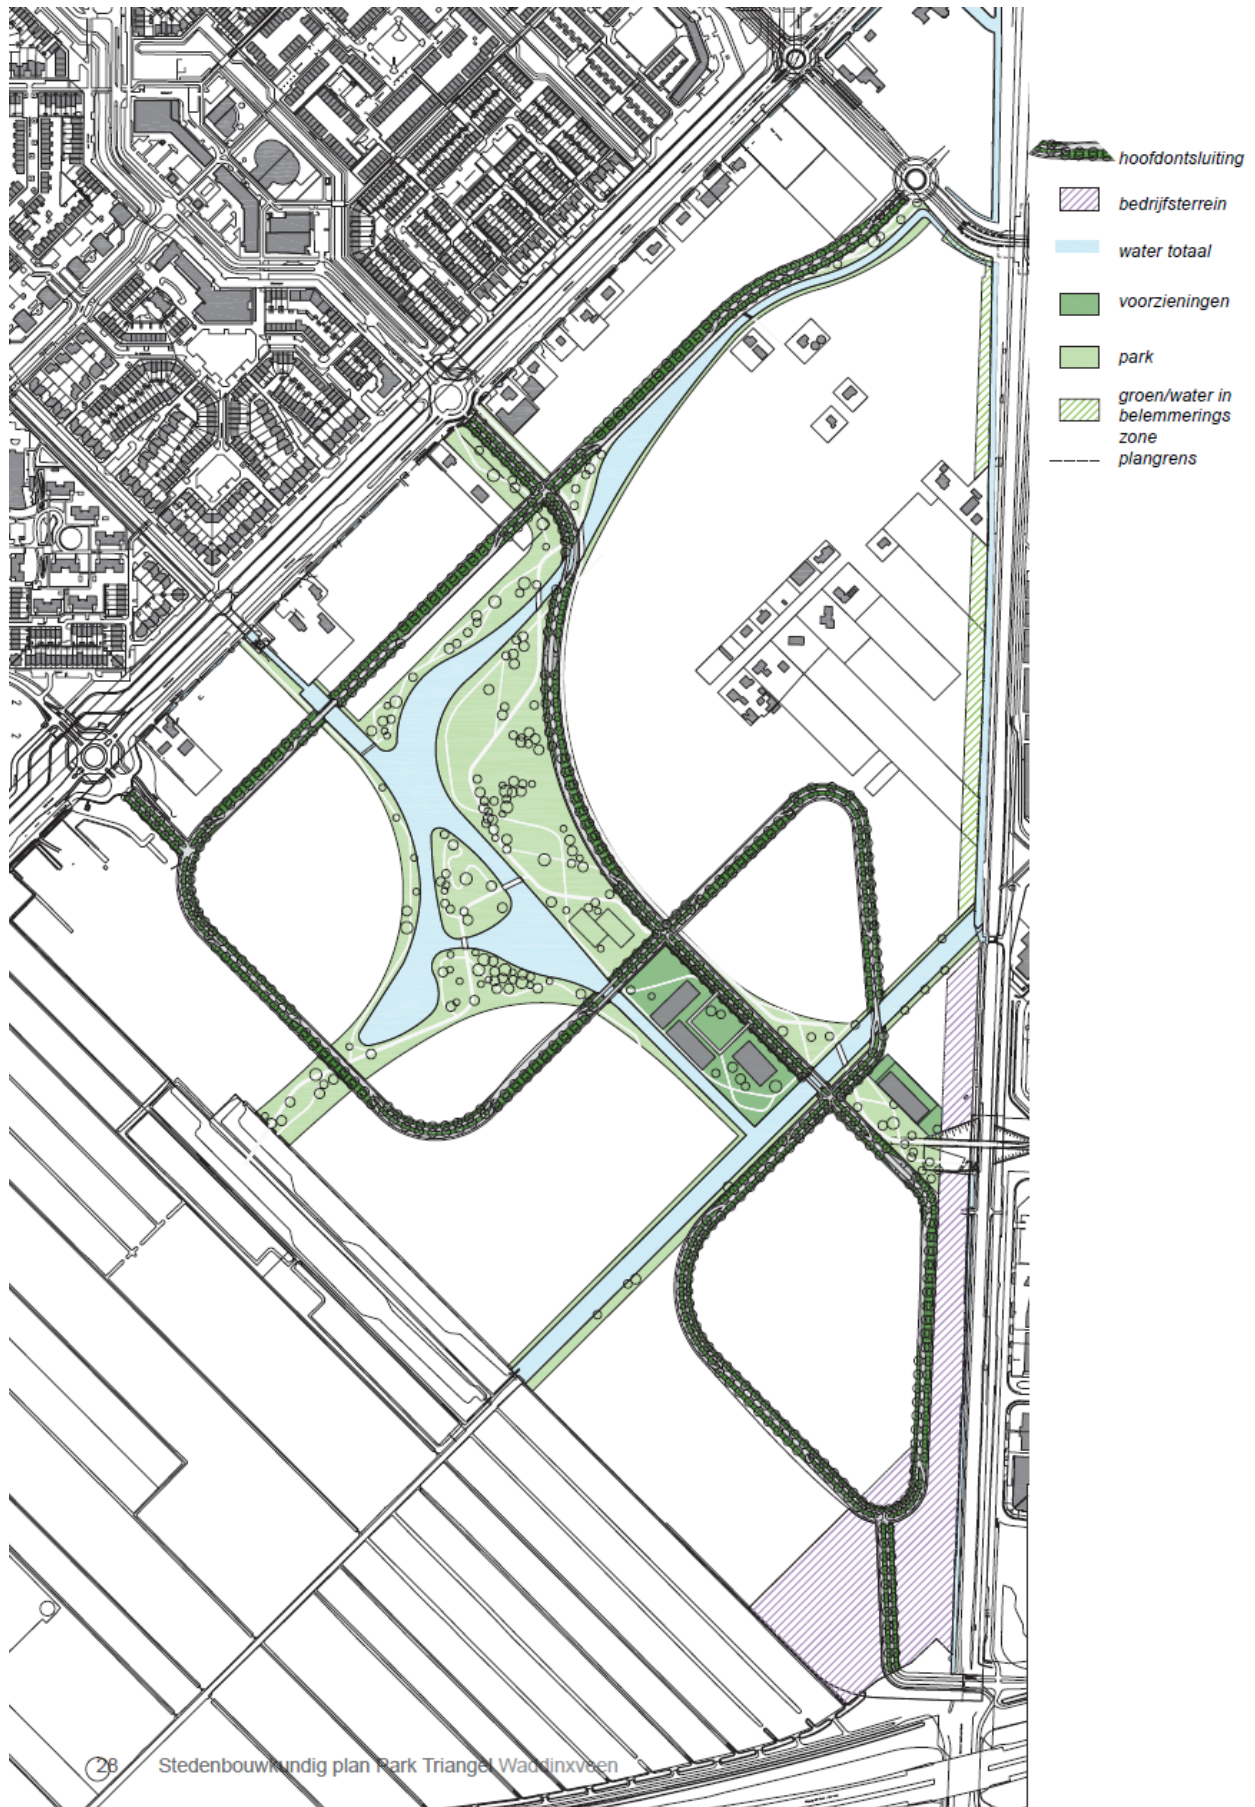 hoofdontsluiting
bedrijfsterrein
water totaal
voorzieningen
park
groen/water in
belemmerings
zone
plangrens
28 Stedenbouwkundig plan Park Triangel Waddinxveen